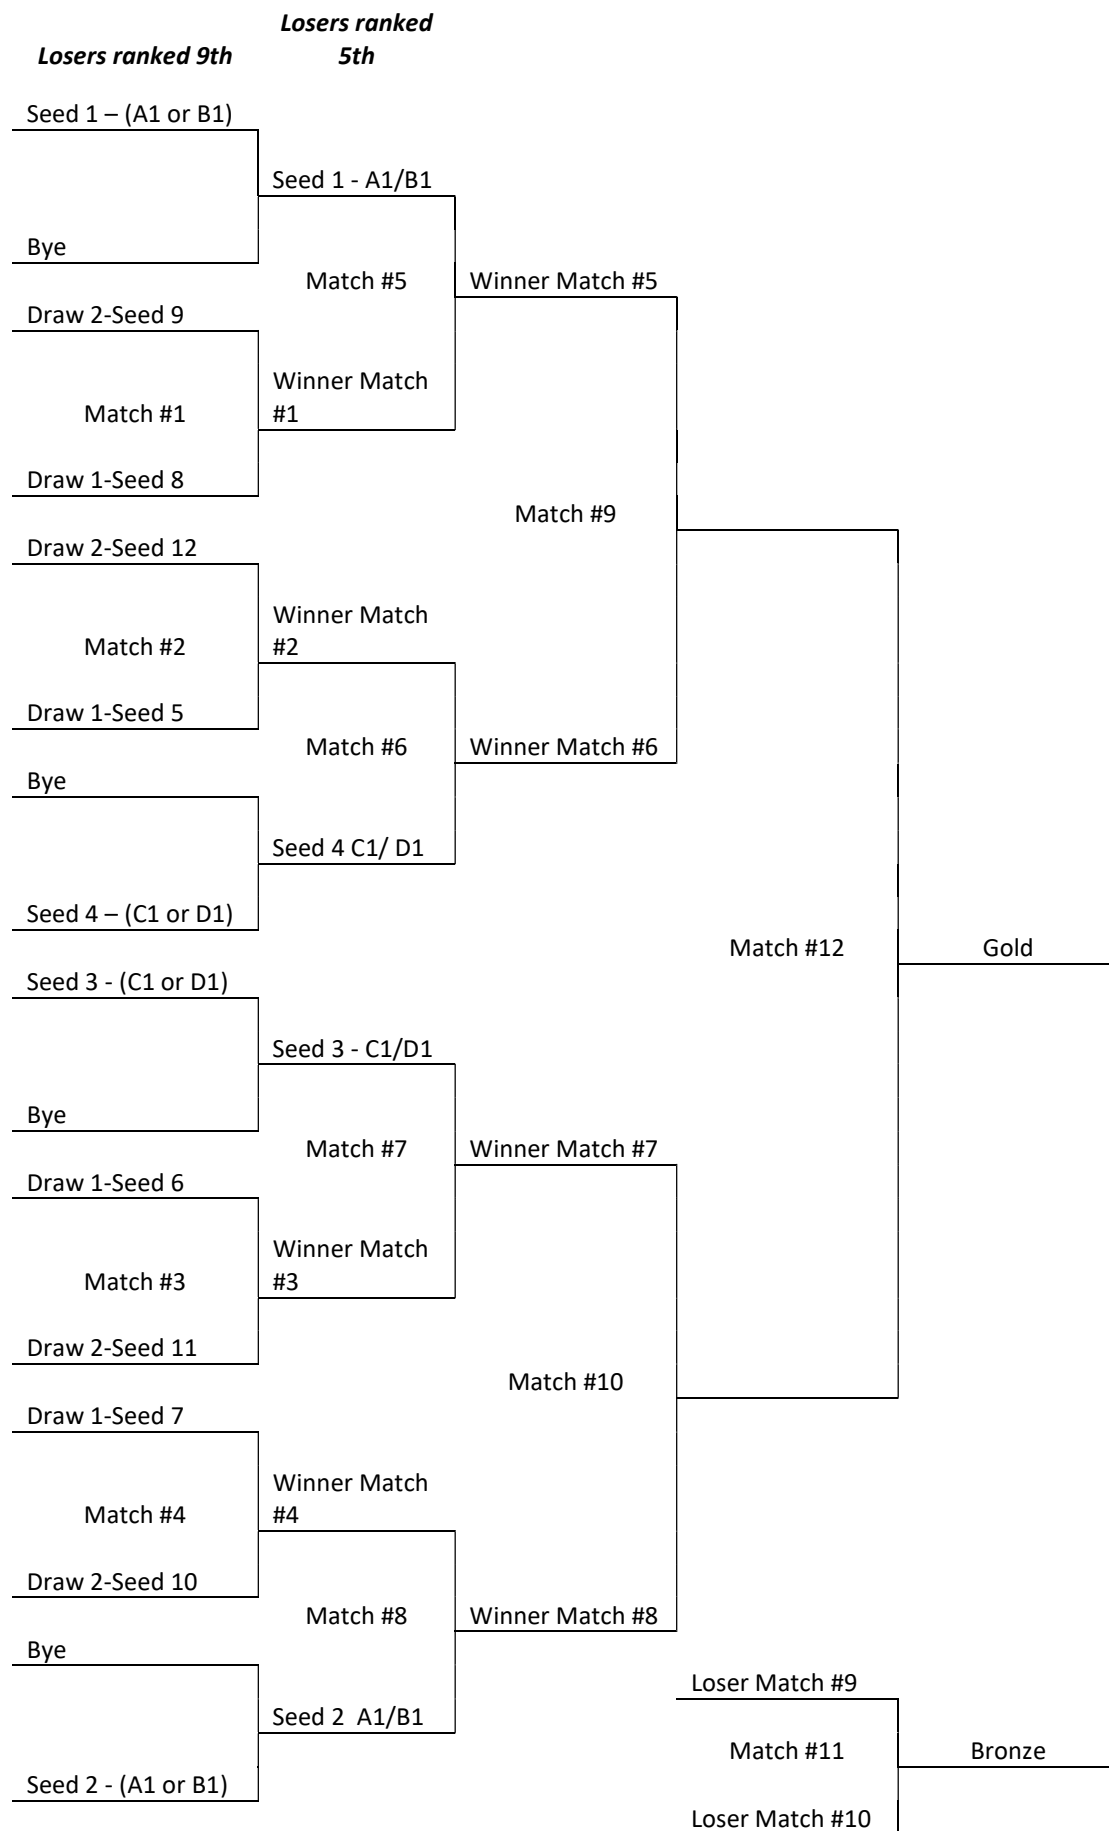 Losers ranked 9th
Losers ranked
5th
Seed 1 – (A1 or B1)
Seed 1 - A1/B1
Bye
Match #5
Winner Match #5
Draw 2-Seed 9
Winner Match
#1
Match #1
Draw 1-Seed 8
Match #9
Draw 2-Seed 12
Winner Match
#2
Match #2
Draw 1-Seed 5
Match #6
Winner Match #6
Bye
Seed 4 C1/ D1
Seed 4 – (C1 or D1)
Match #12
Gold
Seed 3 - (C1 or D1)
Seed 3 - C1/D1
Bye
Match #7
Winner Match #7
Draw 1-Seed 6
Winner Match
#3
Match #3
Draw 2-Seed 11
Match #10
Draw 1-Seed 7
Winner Match
#4
Match #4
Draw 2-Seed 10
Match #8
Winner Match #8
Bye
Loser Match #9
Seed 2  A1/B1
Match #11
Bronze
Seed 2 - (A1 or B1)
Loser Match #10